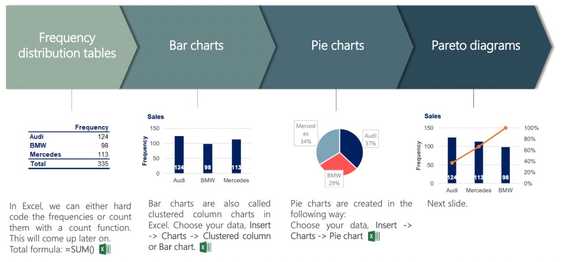 Frequency
distribution tables
Bar charts
Pie charts
Pareto diagrams
Frequency
Audi 124
BMW 98
Mercedes 113
Total 335
Sales
Frequency
150
100
50
0
124 98 113
Audi BMW Mercedes
Merced
es
34%
Audi
37%
BMW
29%
Sales
Frequency
150
100
50
0
124 113 98
Audi Mercedes BMW
100%
80%
60%
40%
20%
0%
In Excel, we can either hard
code the frequencies or count
them with a count function.
This will come up later on.
Total formula: =SUM()
Bar charts are also called
clustered column charts in
Excel. Choose your data, Insert
-> Charts -> Clustered column
or Bar chart.
Pie charts are created in the
following way:
Choose your data, Insert ->
Charts -> Pie chart
Next slide.